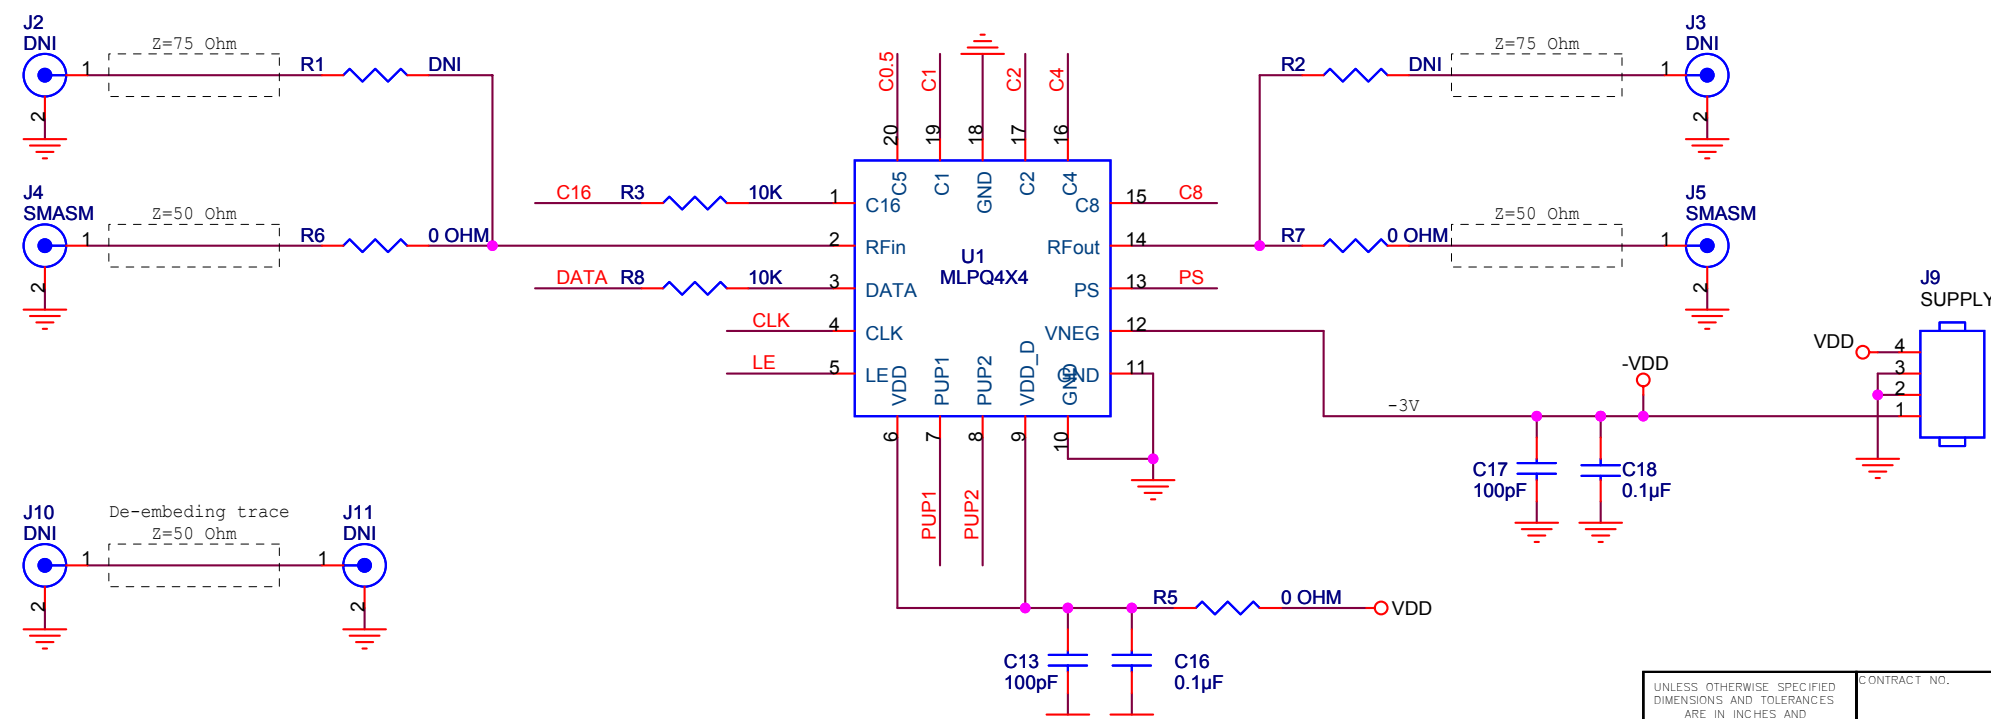 J2
DNI
Z=75 Ohm
1
R1
DNI
2
J4
SMASM
Z=50 Ohm
1
R6
0 OHM
2
C0.5
C1
C2
C4
20
19
18
17
16
C5
C1
GND
C2
C4
C16
R3
10K
1
C16
2
RFin
DATA
R8
10K
3
DATA
CLK
4
CLK
LE
5
LE
U1
MLPQ4X4
C8
15
C8
RFout
14
PS
13
PS
VNEG
12
GND
11
VDD
PUP1
PUP2
VDD_D
GND
6
7
8
9
10
PUP1
PUP2
J3
DNI
R2
DNI
Z=75 Ohm
1
2
J5
SMASM
R7
0 OHM
Z=50 Ohm
1
2
J9
SUPPLY
VDD
4
3
2
1
-VDD
-3V
C17
100pF
C18
0.1µF
J10
DNI
De-embeding trace
Z=50 Ohm
J11
DNI
1
1
2
2
R5
0 OHM
VDD
C13
100pF
C16
0.1µF
UNLESS OTHERWISE SPECIFIED
DIMENSIONS AND TOLERANCES
ARE IN INCHES AND
CONTRACT NO.